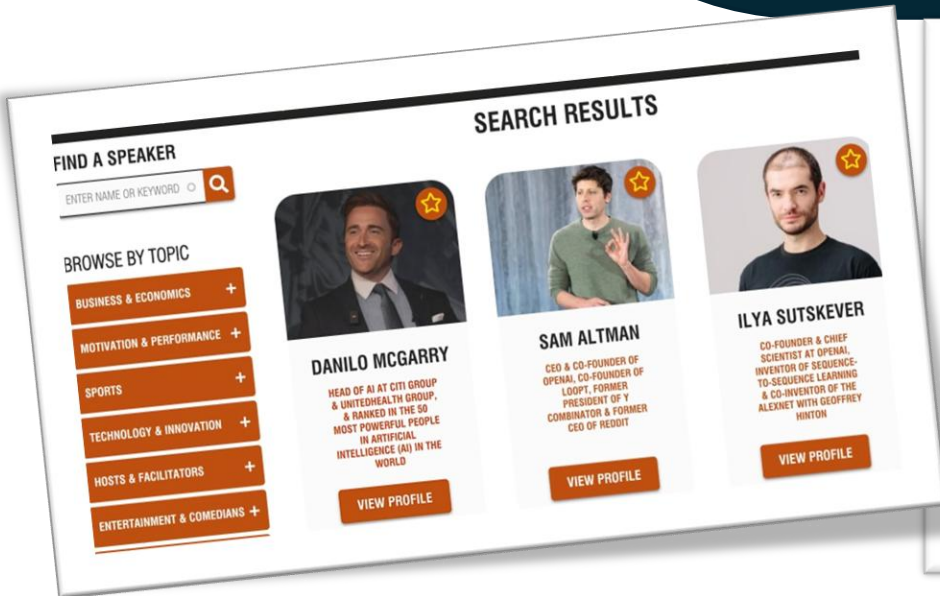 SEARCH RESULTS
FIND A SPEAKER
ENTER NAME OR KEYWORD
BROWSE BY TOPIC
BUSINESS & ECONOMICS +
MOTIVATION & PERFORMANCE +
SPORTS +
TECHNOLOGY & INNOVATION +
HOSTS & FACILITATORS +
ENTERTAINMENT & COMEDIANS +
DANILO MCGARRY
HEAD OF AI AT CITI GROUP
& UNITEDHEALTH GROUP,
& RANKED IN THE 50
MOST POWERFUL PEOPLE
IN ARTIFICIAL
INTELLIGENCE (AI) IN THE
WORLD
VIEW PROFILE
SAM ALTMAN
CEO & CO-FOUNDER OF
OPENAI, CO-FOUNDER OF
LOOPT, FORMER
PRESIDENT OF Y
COMBINATOR & FORMER
CEO OF REDDIT
VIEW PROFILE
ILYA SUTSKEVER
CO-FOUNDER & CHIEF
SCIENTIST AT OPENAI,
INVENTOR OF SEQUENCE-
TO-SEQUENCE LEARNING
& CO-INVENTOR OF THE
ALEXNET WITH GEOFFREY
HINTON
VIEW PROFILE